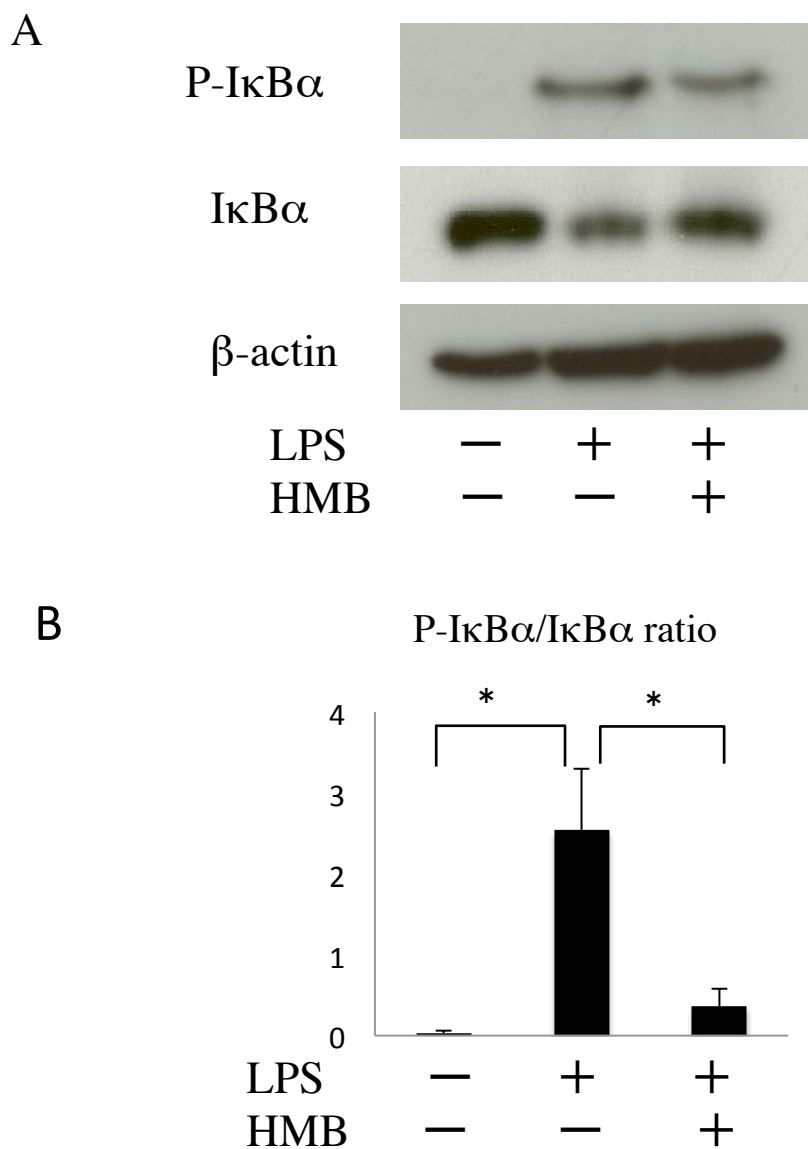 A
P-IκBα
IκBα
β-actin
LPS − + +
HMB − − +
B
P-IκBα/IκBα ratio
* *
4
3
2
1
0
LPS − + +
HMB − − +